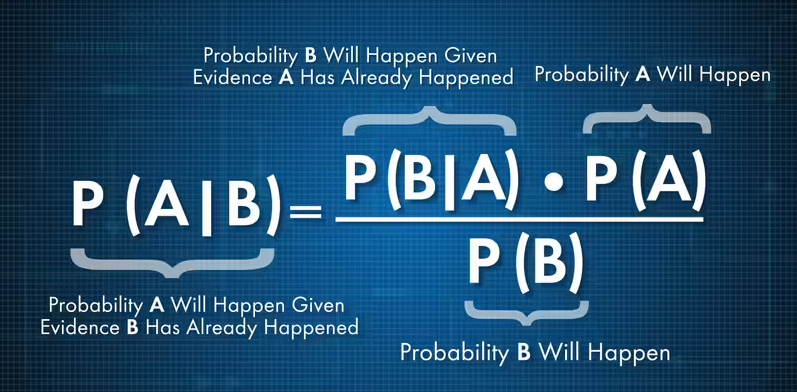 Probability B Will Happen Given
Evidence A Has Already Happened
Probability A Will Happen
P (A|B) = P (B|A) • P (A)
P (B)
Probability A Will Happen Given
Evidence B Has Already Happened
Probability B Will Happen